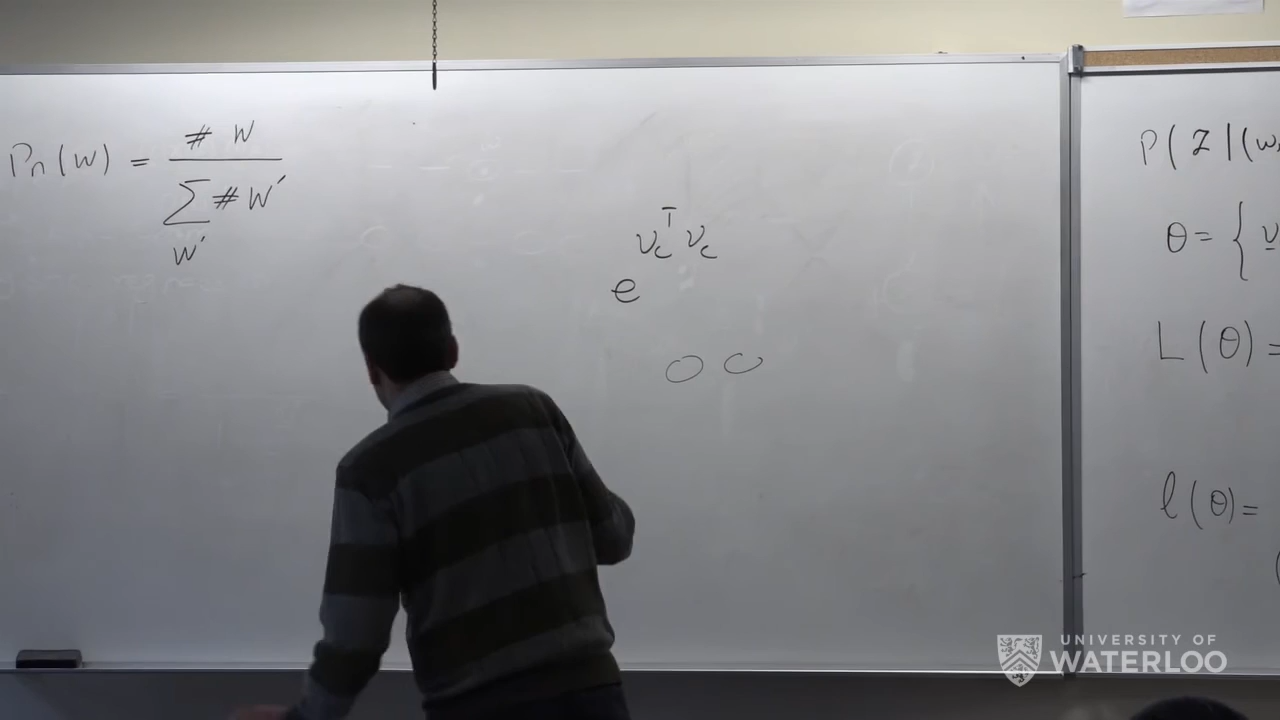 Pn(w) = # w / ∑w' # w'
e^{v_c^T v_c}
P(Z|(w,
θ = { v
L(θ) =
l(θ) =
UNIVERSITY OF
WATERLOO